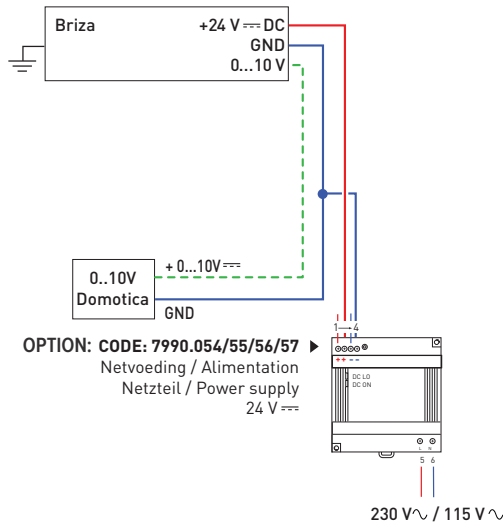 Briza
+24 V ⎓ DC
GND
0...10 V
+ 0...10V⎓
0..10V
Domotica
GND
1→4
OPTION: CODE: 7990.054/55/56/57 ▶
Netvoeding / Alimentation
Netzteil / Power supply
24 V ⎓
+ + − −
DC LO
DC ON
L N
5 6
230 V∿ / 115 V∿